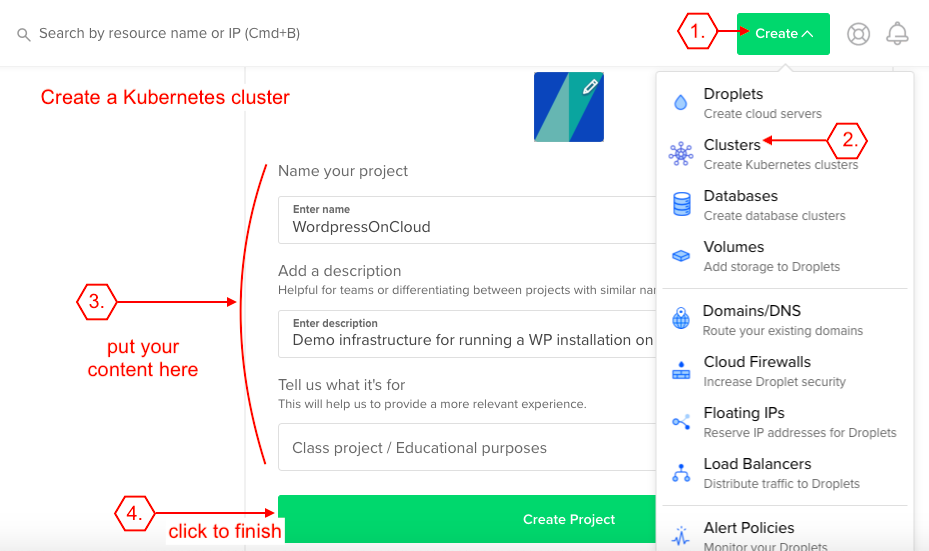 Search by resource name or IP (Cmd+B)
1.
Create
Create a Kubernetes cluster
Droplets
Create cloud servers
Clusters
2.
Create Kubernetes clusters
Databases
Create database clusters
Volumes
Add storage to Droplets
Domains/DNS
Route your existing domains
Cloud Firewalls
Increase Droplet security
Floating IPs
Reserve IP addresses for Droplets
Load Balancers
Distribute traffic to Droplets
Alert Policies
Monitor your Droplets
Name your project
Enter name
WordpressOnCloud
Add a description
Helpful for teams or differentiating between projects with similar
Enter description
Demo infrastructure for running a WP installation on
Tell us what it's for
This will help us to provide a more relevant experience.
Class project / Educational purposes
3.
put your
content here
4.
click to finish
Create Project